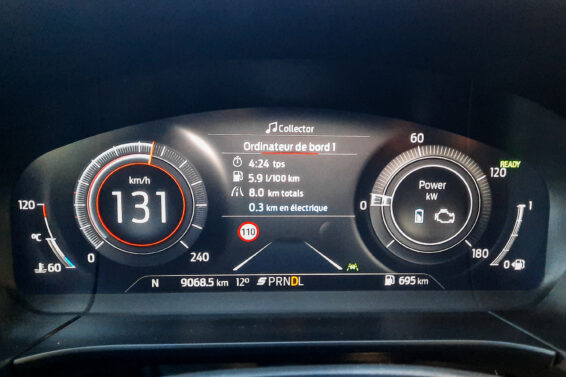 Collector
Ordinateur de bord 1
4:24 tps
5.9 l/100 km
8.0 km totals
0.3 km en électrique
km/h
131
0
240
120
°C
60
110
Power
kW
0
60
120
180
READY
1
0
N
9068.5 km
12°
PRNDL
695 km